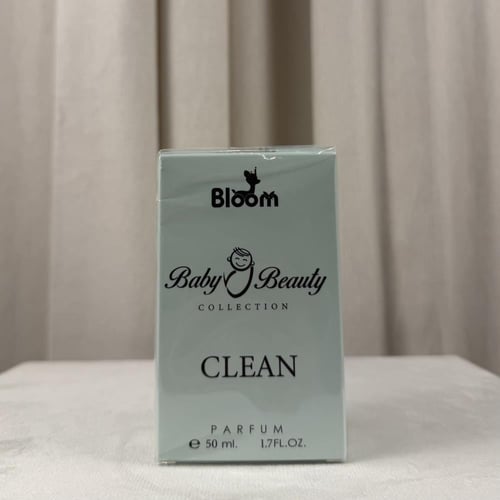 Bloom
Baby Beauty
COLLECTION
CLEAN
PARFUM
℮ 50 ml. 1.7FL.OZ.